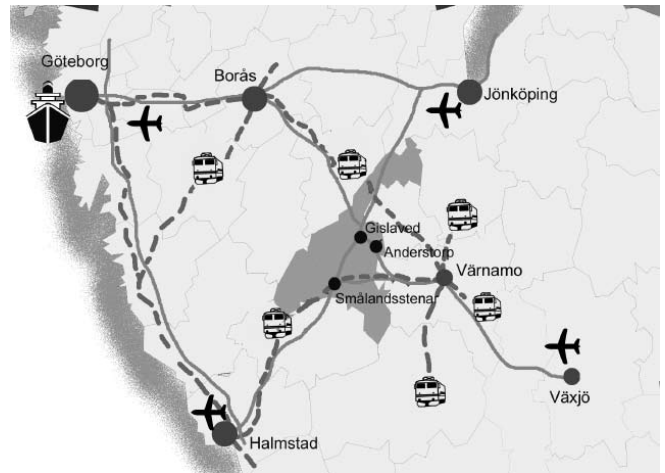 Göteborg
Borås
Jönköping
Gislaved
Anderstorp
Värnamo
Smålandsstenar
Växjö
Halmstad